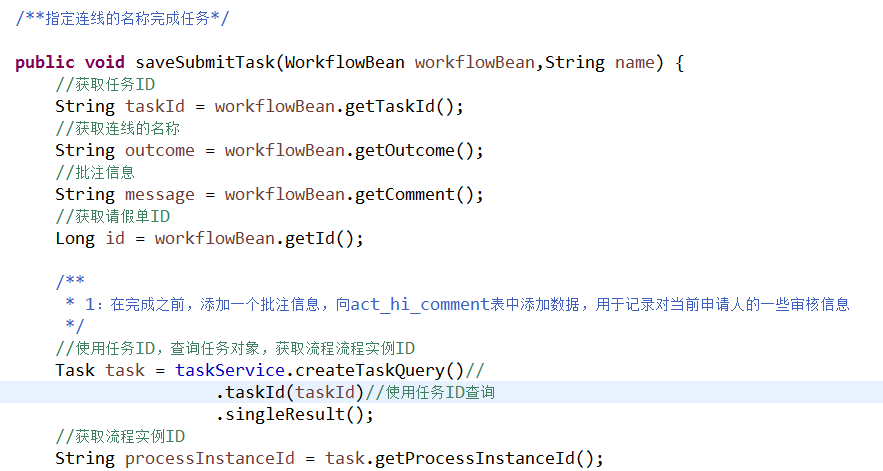 /**指定连线的名称完成任务*/
public void saveSubmitTask(WorkflowBean workflowBean,String name) {
//获取任务ID
String taskId = workflowBean.getTaskId();
//获取连线的名称
String outcome = workflowBean.getOutcome();
//批注信息
String message = workflowBean.getComment();
//获取请假单ID
Long id = workflowBean.getId();
/**
* 1：在完成之前，添加一个批注信息，向act_hi_comment表中添加数据，用于记录对当前申请人的一些审核信息
*/
//使用任务ID，查询任务对象，获取流程流程实例ID
Task task = taskService.createTaskQuery()//
.taskId(taskId)//使用任务ID查询
.singleResult();
//获取流程实例ID
String processInstanceId = task.getProcessInstanceId();